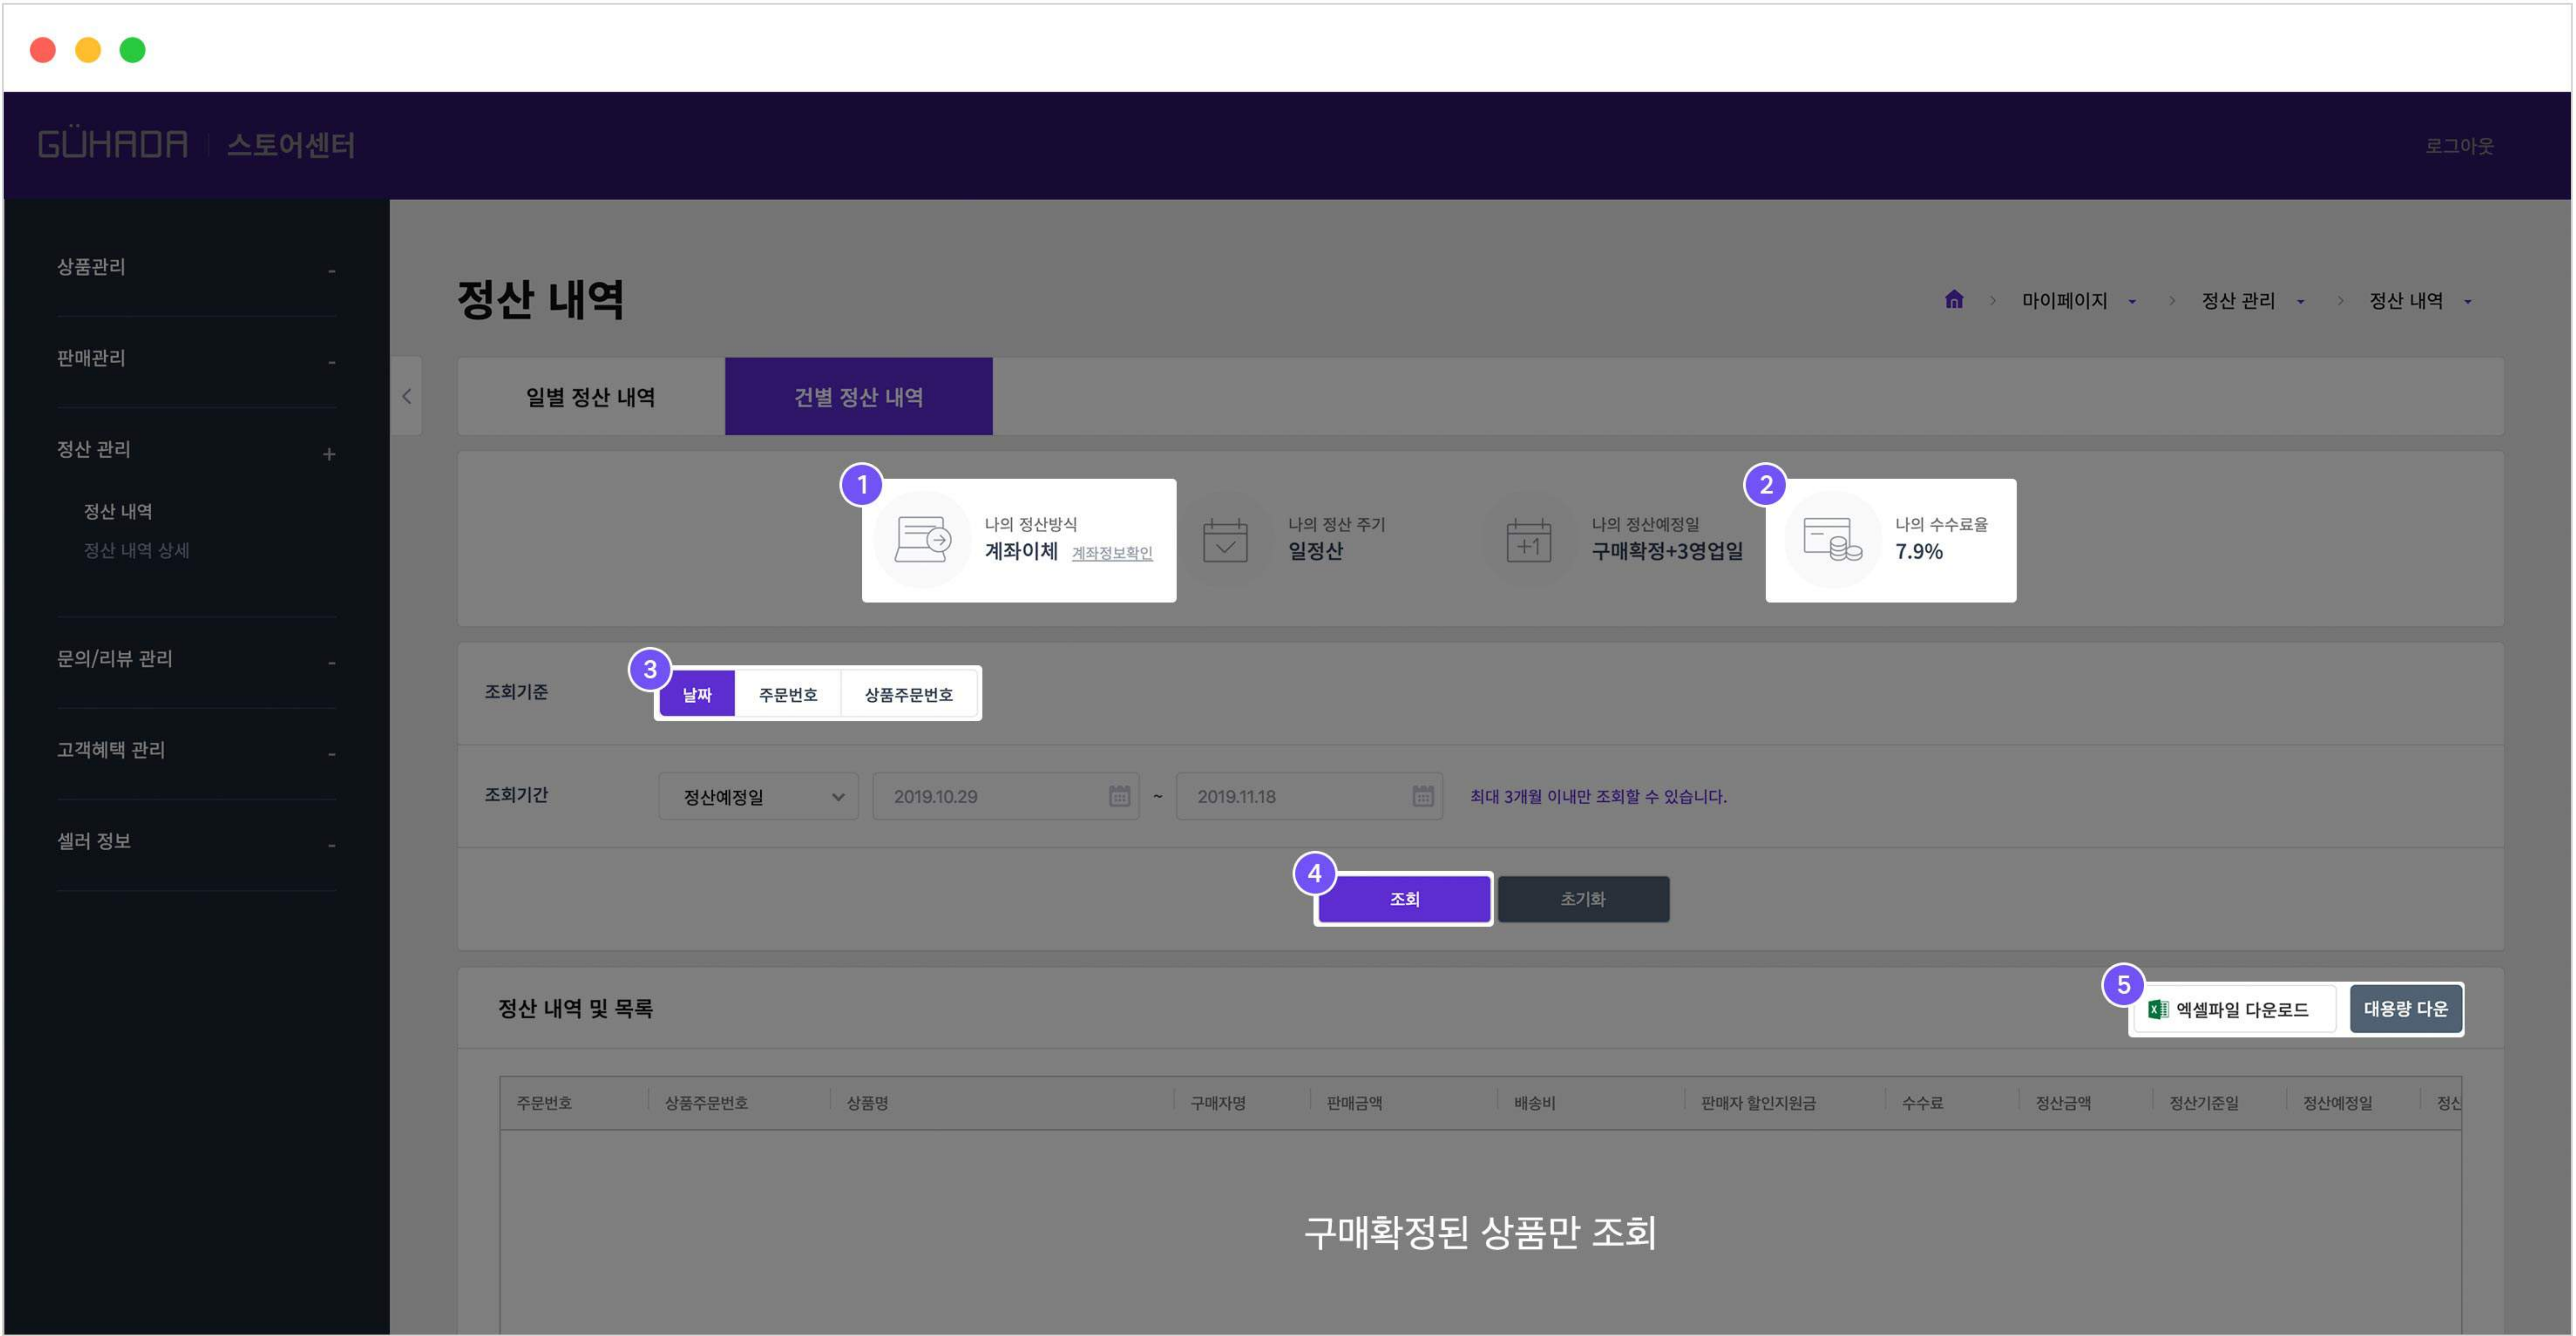 GÜHADA 스토어센터
로그아웃
상품관리 -
판매관리 -
정산 관리 +
정산 내역
정산 내역 상세
문의/리뷰 관리 -
고객혜택 관리 -
셀러 정보 -
정산 내역
마이페이지 > 정산 관리 > 정산 내역
일별 정산 내역 건별 정산 내역
1
나의 정산방식
계좌이체 계좌정보확인
나의 정산 주기
일정산
+1
나의 정산예정일
구매확정+3영업일
2
나의 수수료율
7.9%
조회기준
3
날짜 주문번호 상품주문번호
조회기간 정산예정일 2019.10.29 ~ 2019.11.18 최대 3개월 이내만 조회할 수 있습니다.
4
조회 초기화
정산 내역 및 목록
5
엑셀파일 다운로드 대용량 다운
주문번호 상품주문번호 상품명 구매자명 판매금액 배송비 판매자 할인지원금 수수료 정산금액 정산기준일 정산예정일
구매확정된 상품만 조회